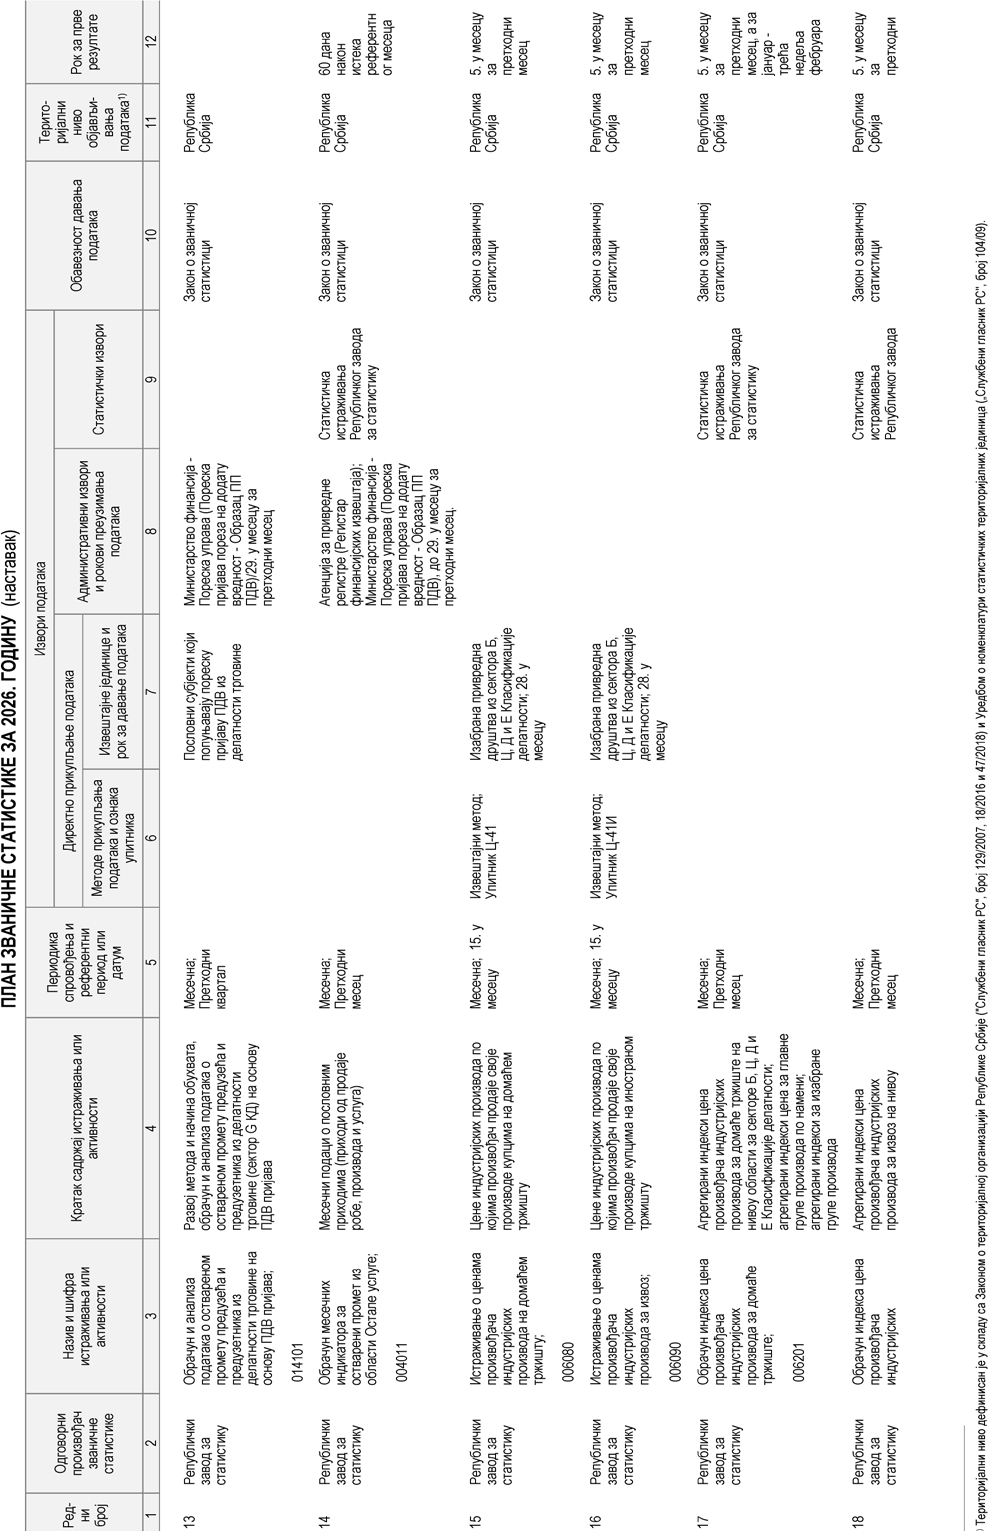 ПЛАН ЗВАНИЧНЕ СТАТИСТИКЕ ЗА 2026. ГОДИНУ (наставак)
Ред-
ни
број
Одговорни
произвођач
званичне
статистике
Назив и шифра
истраживања или
активности
Кратак садржај истраживања или
активности
Периодика
спровођења и
референтни
период или
датум
Извори података
Директно прикупљање података
Методе прикупљања
података и ознака
упитника
Извештајне јединице и
рок за давање података
Административни извори
и рокови преузимања
података
Статистички извори
Обавезност давања
података
Терито-
ријални
ниво
објављи-
вања
података1)
Рок за прве
резултате
1 2 3 4 5 6 7 8 9 10 11 12
13
Републички
завод за
статистику
Обрачун и анализа
података о оствареном
промету предузећа и
предузетника из
делатности трговине на
основу ПДВ пријава;
014101
Развој метода и начина обухвата,
обрачун и анализа података о
оствареном промету предузећа и
предузетника из делатности
трговине (сектор G КД) на основу
ПДВ пријава
Месечна;
Претходни
квартал
Пословни субјекти који
попуњавају пореску
пријаву ПДВ из
делатности трговине
Министарство финансија -
Пореска управа (Пореска
пријава пореза на додату
вредност - Образац ПП
ПДВ)/29. у месецу за
претходни месец
Закон о званичној
статистици
Република
Србија
14
Републички
завод за
статистику
Обрачун месечних
индикатора за
остварени промет из
области Остале услуге;
004011
Месечни подаци о пословним
приходима (приходи од продаје
робе, производа и услуга)
Месечна;
Претходни
месец
Агенција за привредне
регистре (Регистар
финансијских извештаја);
Министарство финансија -
Пореска управа (Пореска
пријава пореза на додату
вредност - Образац ПП
ПДВ), до 29. у месецу за
претходни месец.
Статистичка
истраживања
Републичког завода
за статистику
Закон о званичној
статистици
Република
Србија
60 дана
након
истека
референтн
ог месеца
15
Републички
завод за
статистику
Истраживање о ценама
произвођача
индустријских
производа на домаћем
тржишту;
006080
Цене индустријских производа по
којима произвођач продаје своје
производе купцима на домаћем
тржишту
Месечна; 15. у
месецу
Извештајни метод;
Упитник Ц-41
Изабрана привредна
друштва из сектора Б,
Ц, Д и Е Класификације
делатности; 28. у
месецу
Закон о званичној
статистици
Република
Србија
5. у месецу
за
претходни
месец
16
Републички
завод за
статистику
Истраживање о ценама
произвођача
индустријских
производа за извоз;
006090
Цене индустријских производа по
којима произвођач продаје своје
производе купцима на иностраном
тржишту
Месечна; 15. у
месецу
Извештајни метод;
Упитник Ц-41И
Изабрана привредна
друштва из сектора Б,
Ц, Д и Е Класификације
делатности; 28. у
месецу
Закон о званичној
статистици
Република
Србија
5. у месецу
за
претходни
месец
17
Републички
завод за
статистику
Обрачун индекса цена
произвођача
индустријских
производа за домаће
тржиште;
006201
Агрегирани индекси цена
произвођача индустријских
производа за домаће тржиште на
нивоу области за секторе Б, Ц, Д и
Е Класификације делатности;
агрегирани индекси цена за главне
групе производа по намени;
агрегирани индекси за изабране
групе производа
Месечна;
Претходни
месец
Статистичка
истраживања
Републичког завода
за статистику
Закон о званичној
статистици
Република
Србија
5. у месецу
за
претходни
месец, а за
јануар -
трећа
недеља
фебруара
18
Републички
завод за
статистику
Обрачун индекса цена
произвођача
индустријских
Агрегирани индекси цена
произвођача индустријских
производа за извоз на нивоу
Месечна;
Претходни
месец
Статистичка
истраживања
Републичког завода
Закон о званичној
статистици
Република
Србија
5. у месецу
за
претходни
) Територијални ниво дефинисан је у складу са Законом о територијалној организацији Републике Србије ("Службени гласник РС", број 129/2007, 18/2016 и 47/2018) и Уредбом о номенклатури статистичких територијалних јединица („Службени гласник РС", број 104/09).